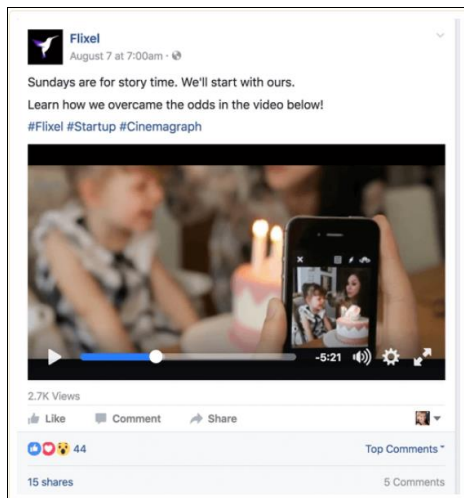 Flixel
August 7 at 7:00am ·
Sundays are for story time. We'll start with ours.
Learn how we overcame the odds in the video below!
#Flixel #Startup #Cinemagraph
-5:21
2.7K Views
Like Comment Share
44 Top Comments
15 shares 5 Comments